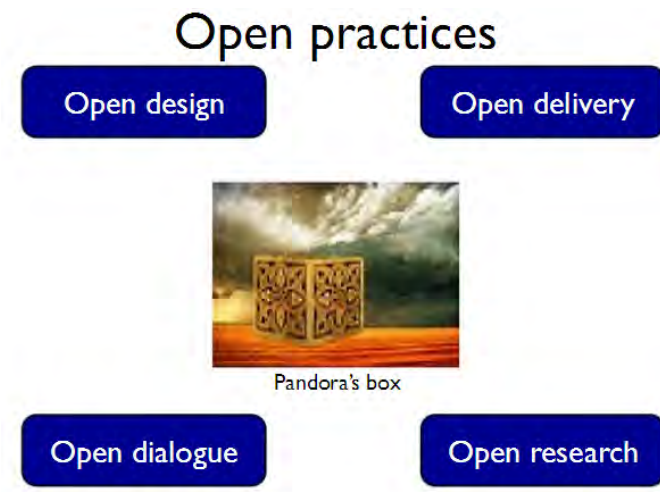 Open practices
Open design
Open delivery
Pandora's box
Open dialogue
Open research